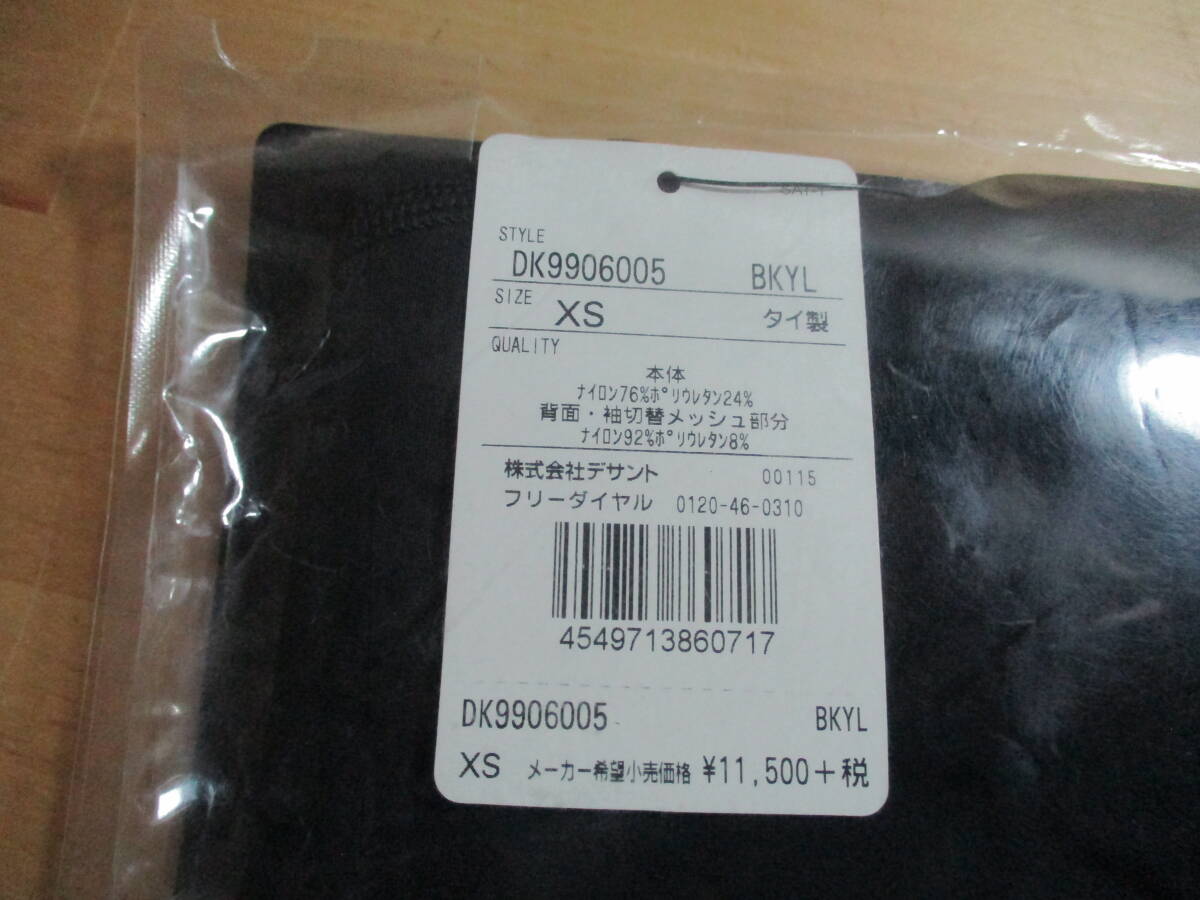 STYLE
DK9906005 BKYL
SIZE XS タイ製
QUALITY
本体
ナイロン76%ポリウレタン24%
背面・袖切替メッシュ部分
ナイロン92%ポリウレタン8%
株式会社デサント 00115
フリーダイヤル 0120-46-0310
4549713860717
DK9906005 BKYL
XS メーカー希望小売価格 ¥11,500+税